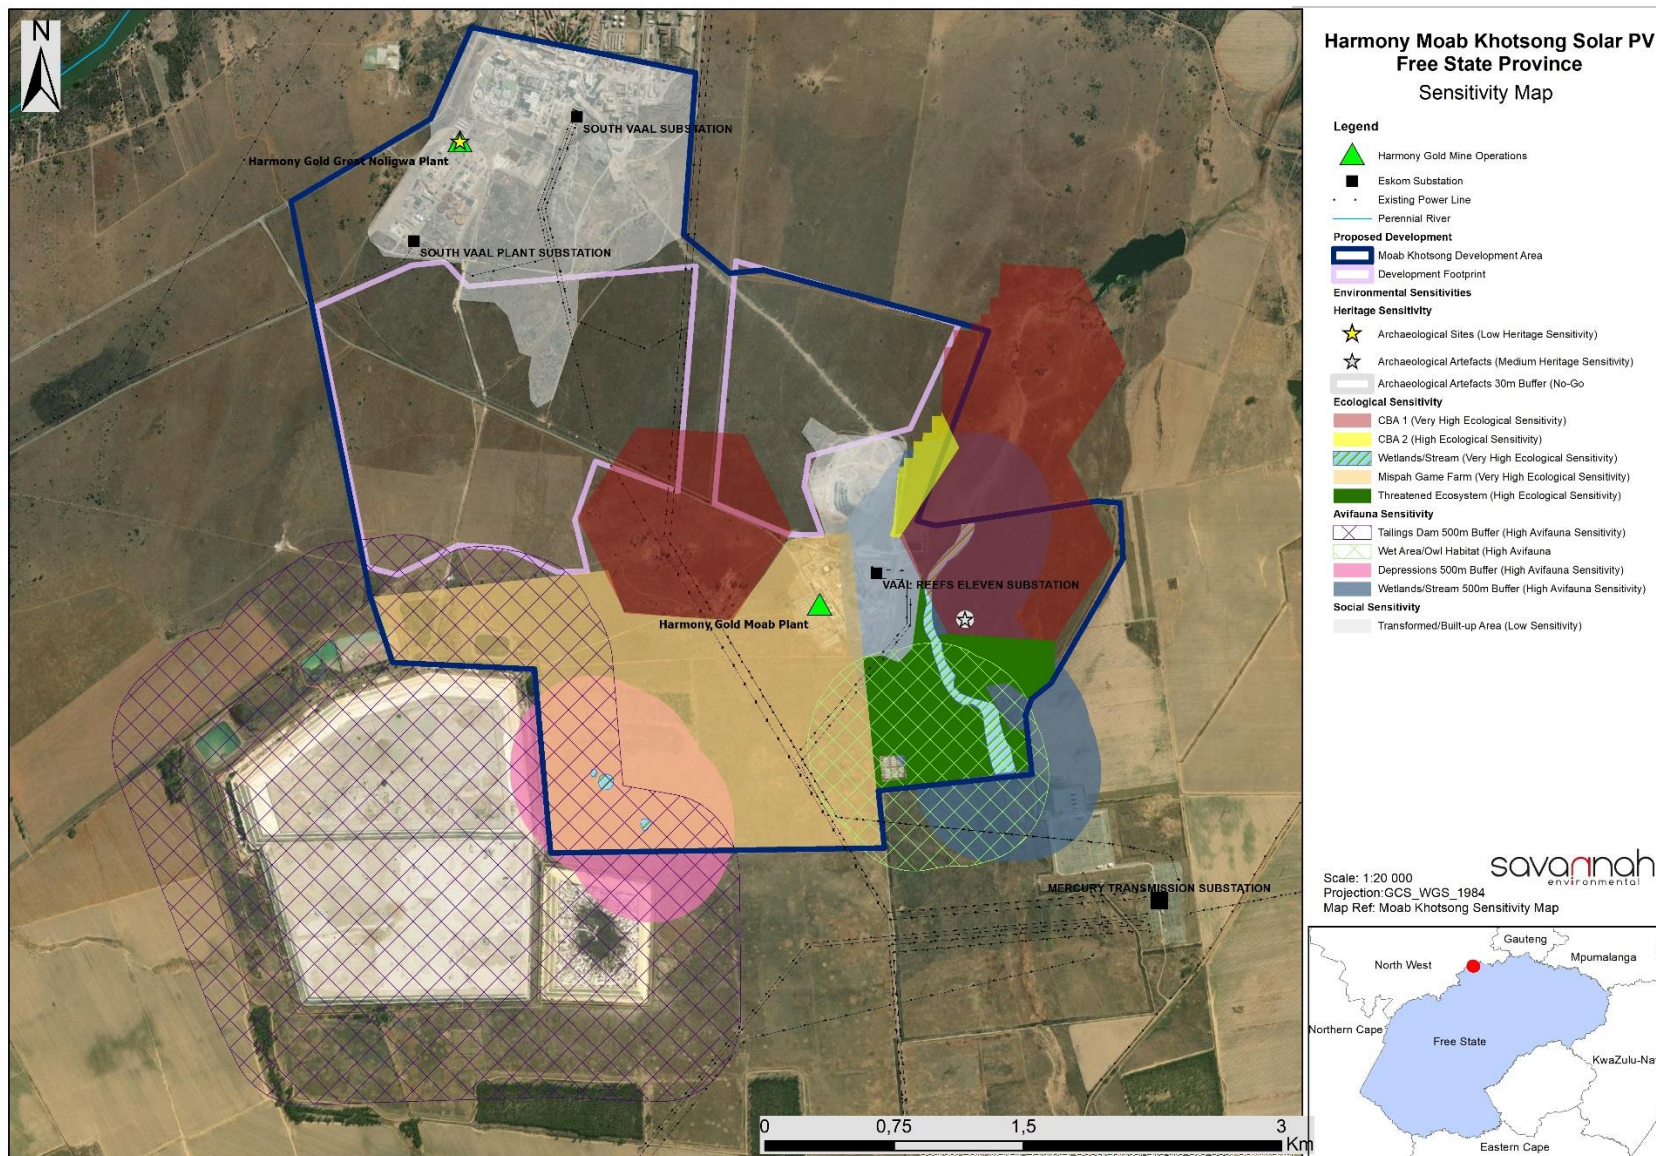 N
SOUTH VAAL SUBSTATION
Harmony Gold Great Noligwa Plant
SOUTH VAAL PLANT SUBSTATION
VAAL REEFS ELEVEN SUBSTATION
Harmony Gold Moab Plant
MERCURY TRANSMISSION SUBSTATION
0 0,75 1,5 3
Km
Harmony Moab Khotsong Solar PV
Free State Province
Sensitivity Map
Legend
Harmony Gold Mine Operations
Eskom Substation
Existing Power Line
Perennial River
Proposed Development
Moab Khotsong Development Area
Development Footprint
Environmental Sensitivities
Heritage Sensitivity
Archaeological Sites (Low Heritage Sensitivity)
Archaeological Artefacts (Medium Heritage Sensitivity)
Archaeological Artefacts 30m Buffer (No-Go
Ecological Sensitivity
CBA 1 (Very High Ecological Sensitivity)
CBA 2 (High Ecological Sensitivity)
Wetlands/Stream (Very High Ecological Sensitivity)
Mispah Game Farm (Very High Ecological Sensitivity)
Threatened Ecosystem (High Ecological Sensitivity)
Avifauna Sensitivity
Tailings Dam 500m Buffer (High Avifauna Sensitivity)
Wet Area/Owl Habitat (High Avifauna
Depressions 500m Buffer (High Avifauna Sensitivity)
Wetlands/Stream 500m Buffer (High Avifauna Sensitivity)
Social Sensitivity
Transformed/Built-up Area (Low Sensitivity)
savannah
environmental
Scale: 1:20 000
Projection:GCS_WGS_1984
Map Ref: Moab Khotsong Sensitivity Map
Gauteng
North West
Mpumalanga
Northern Cape
Free State
KwaZulu-Nat
Eastern Cape